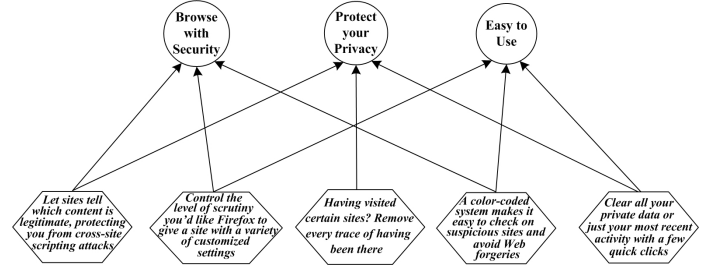 Browse
with
Security
Protect
your
Privacy
Easy to
Use
Let sites tell
which content is
legitimate, protecting
you from cross-site
scripting attacks
Control the
level of scrutiny
you’d like Firefox to
give a site with a variety
of customized
settings
Having visited
certain sites? Remove
every trace of having
been there
A color-coded
system makes it
easy to check on
suspicious sites and
avoid Web
forgeries
Clear all your
private data or
just your most recent
activity with a few
quick clicks